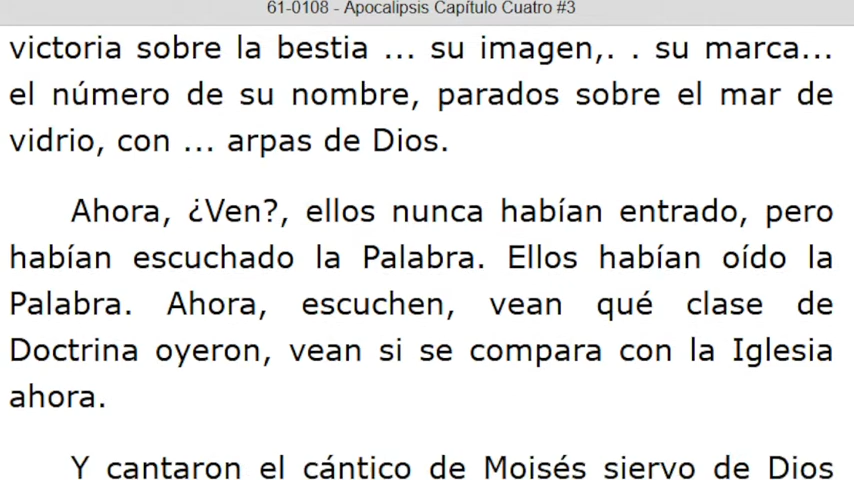 61-0108 - Apocalipsis Capítulo Cuatro #3
victoria sobre la bestia ... su imagen,. . su marca...
el número de su nombre, parados sobre el mar de
vidrio, con ... arpas de Dios.
Ahora, ¿Ven?, ellos nunca habían entrado, pero
habían escuchado la Palabra. Ellos habían oído la
Palabra. Ahora, escuchen, vean qué clase de
Doctrina oyeron, vean si se compara con la Iglesia
ahora.
Y cantaron el cántico de Moisés siervo de Dios